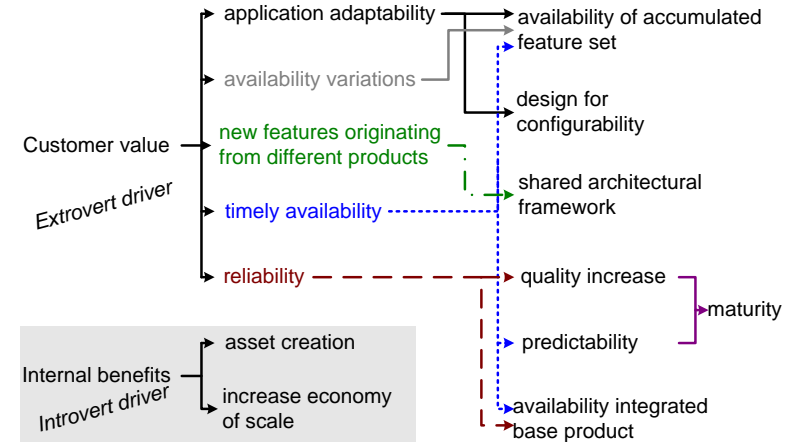 application adaptability
availability of accumulated
feature set
availability variations
design for
configurability
new features originating
from different products
Customer value
Extrovert driver
shared architectural
framework
timely availability
reliability
quality increase
maturity
asset creation
predictability
Internal benefits
Introvert driver
increase economy
of scale
availability integrated
base product